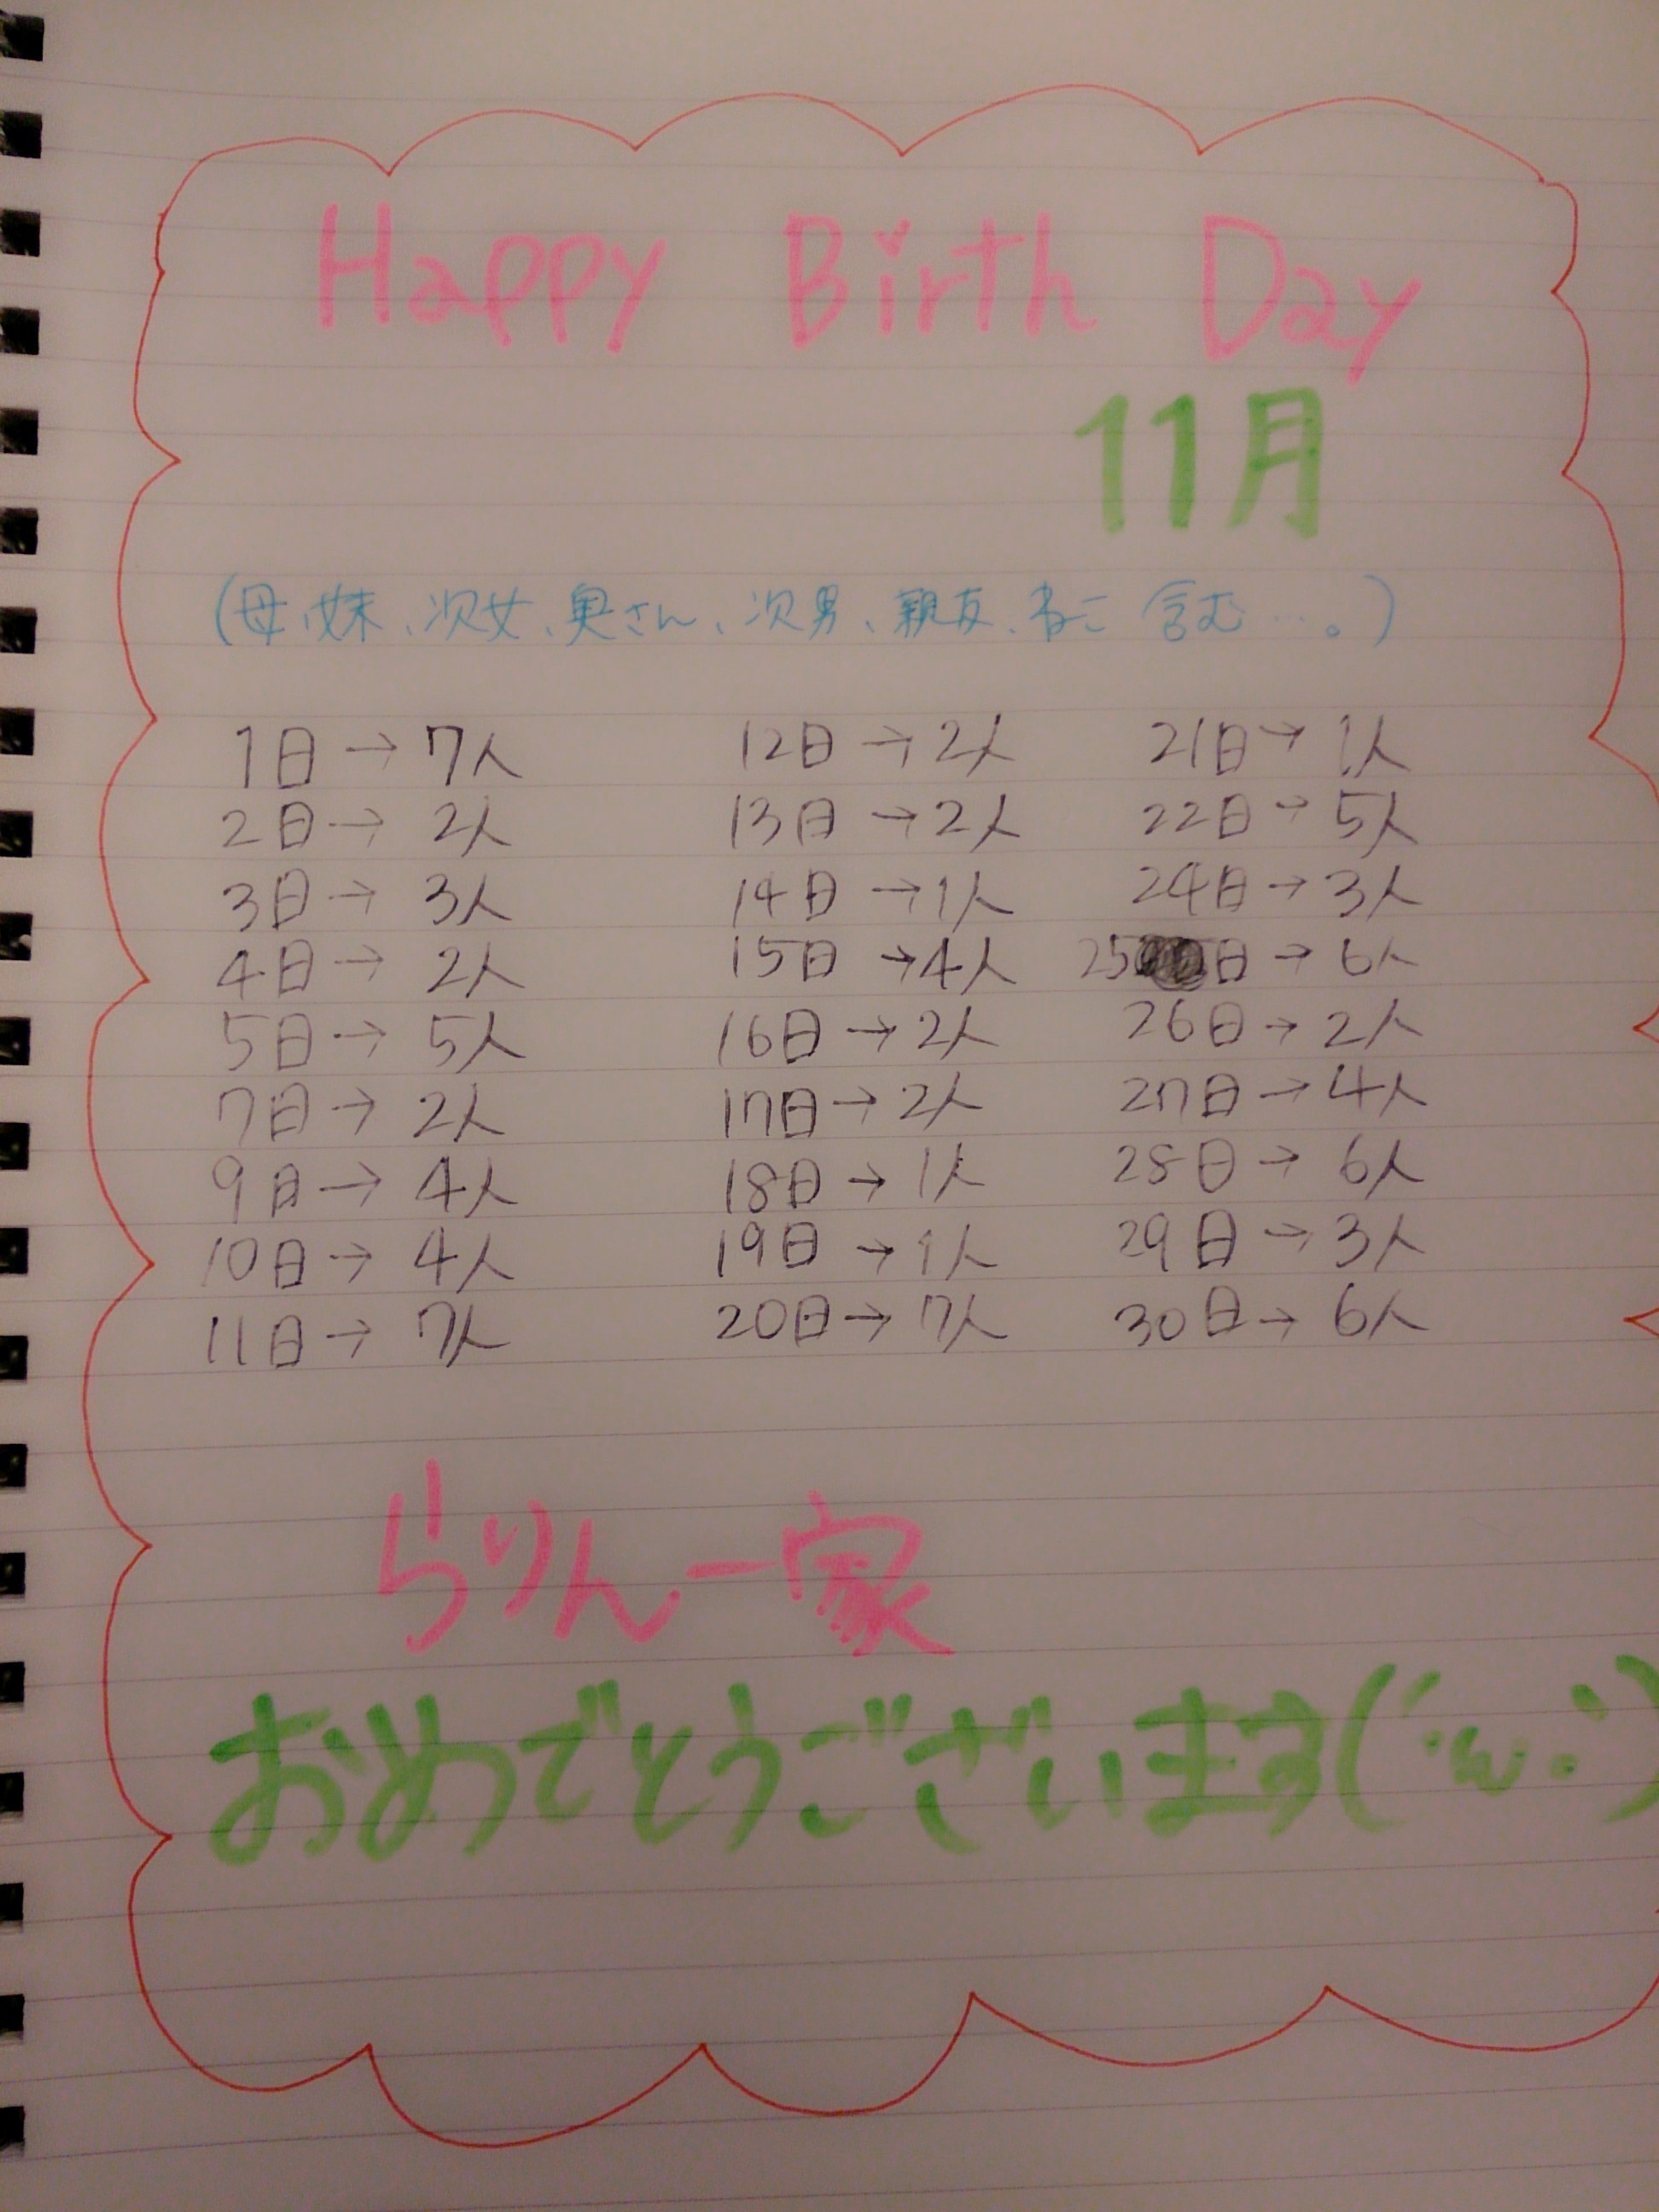 Happy Birth Day
11月
(母、妹、次女、奥さん、次男、親友、ねこ 含む…。)
1日→7人
2日→2人
3日→3人
4日→2人
5日→5人
7日→2人
9日→4人
10日→4人
11日→7人
12日→2人
13日→2人
14日→1人
15日→4人
16日→2人
17日→2人
18日→1人
19日→1人
20日→7人
21日→1人
22日→5人
24日→3人
25日→6人
26日→2人
27日→4人
28日→6人
29日→3人
30日→6人
らりん一家
おめでとうございます(´･ω･`)